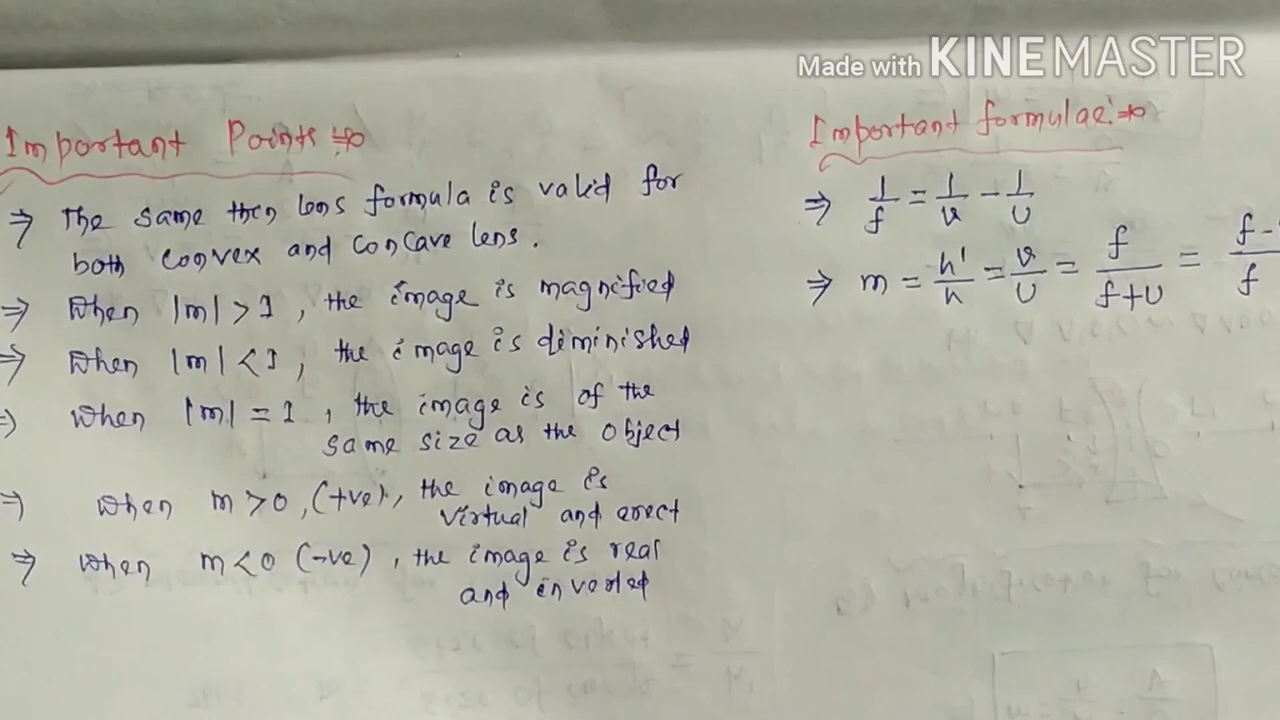 Made with KINEMASTER
Important Points
⇒ The same then lens formula is valid for
both convex and concave lens.
⇒ When |m| > 1, the image is magnified
⇒ When |m| < 1, the image is diminished
⇒ When |m| = 1, the image is of the
same size as the object
⇒ When m > 0, (+ve), the image is
virtual and erect
⇒ When m < 0 (-ve), the image is real
and inverted
Important formulae:⇒
⇒ 1/f = 1/v - 1/u
⇒ m = h'/h = v/u = f/f+u = f-/f